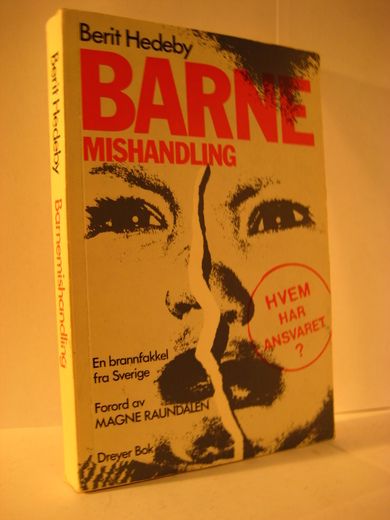 Berit Hedeby
BARNE
MISHANDLING
HVEM
HAR
ANSVARET
?
En brannfakkel
fra Sverige
Forord av
MAGNE RAUNDALEN
Dreyer Bok
Berit Hedeby Barnemishandling